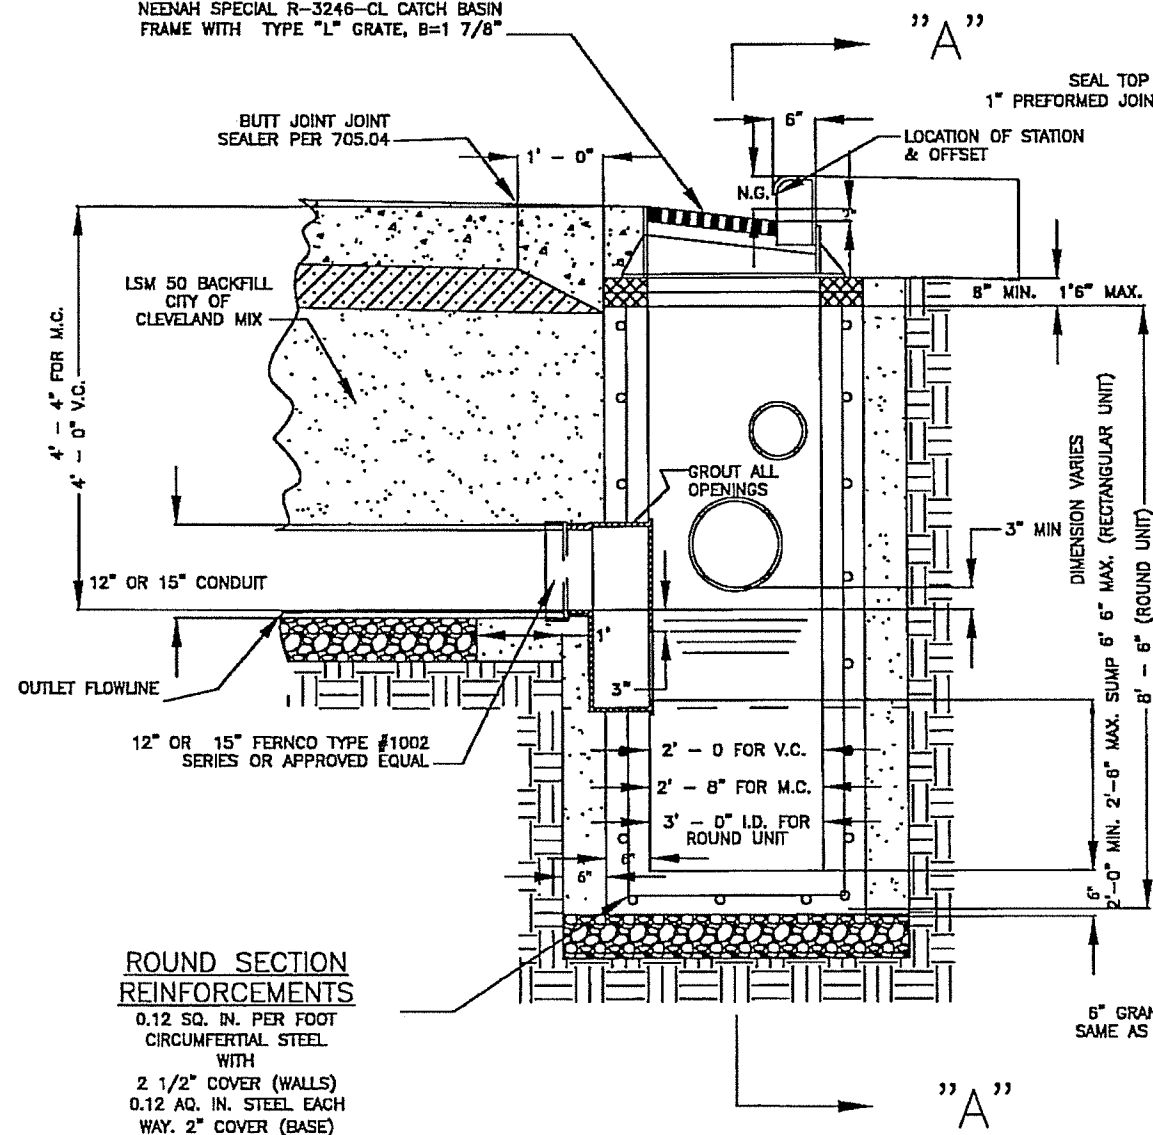 NEENAH SPECIAL R-3246-CL CATCH BASIN
FRAME WITH TYPE "L" GRATE, B=1 7/8"
"A"
SEAL TOP
1" PREFORMED JOIN
6"
BUTT JOINT JOINT
SEALER PER 705.04
1' - 0"
LOCATION OF STATION
& OFFSET
N.G.
LSM 50 BACKFILL
CITY OF
CLEVELAND MIX
8" MIN. 1'6" MAX.
4' - 4" FOR M.C.
4' - 0" V.C.
GROUT ALL
OPENINGS
3" MIN
DIMENSION VARIES
2'-0" MIN. 2'-6" MAX. SUMP 6' 6" MAX. (RECTANGULAR UNIT)
8' - 6" (ROUND UNIT)
12" OR 15" CONDUIT
1'
3"
OUTLET FLOWLINE
12" OR 15" FERNCO TYPE #1002
SERIES OR APPROVED EQUAL
2' - 0 FOR V.C.
2' - 8" FOR M.C.
3' - 0" I.D. FOR
ROUND UNIT
6"
6"
6"
ROUND SECTION
REINFORCEMENTS
0.12 SQ. IN. PER FOOT
CIRCUMFERTIAL STEEL
WITH
2 1/2" COVER (WALLS)
0.12 AQ. IN. STEEL EACH
WAY. 2" COVER (BASE)
6" GRAN
SAME AS
"A"